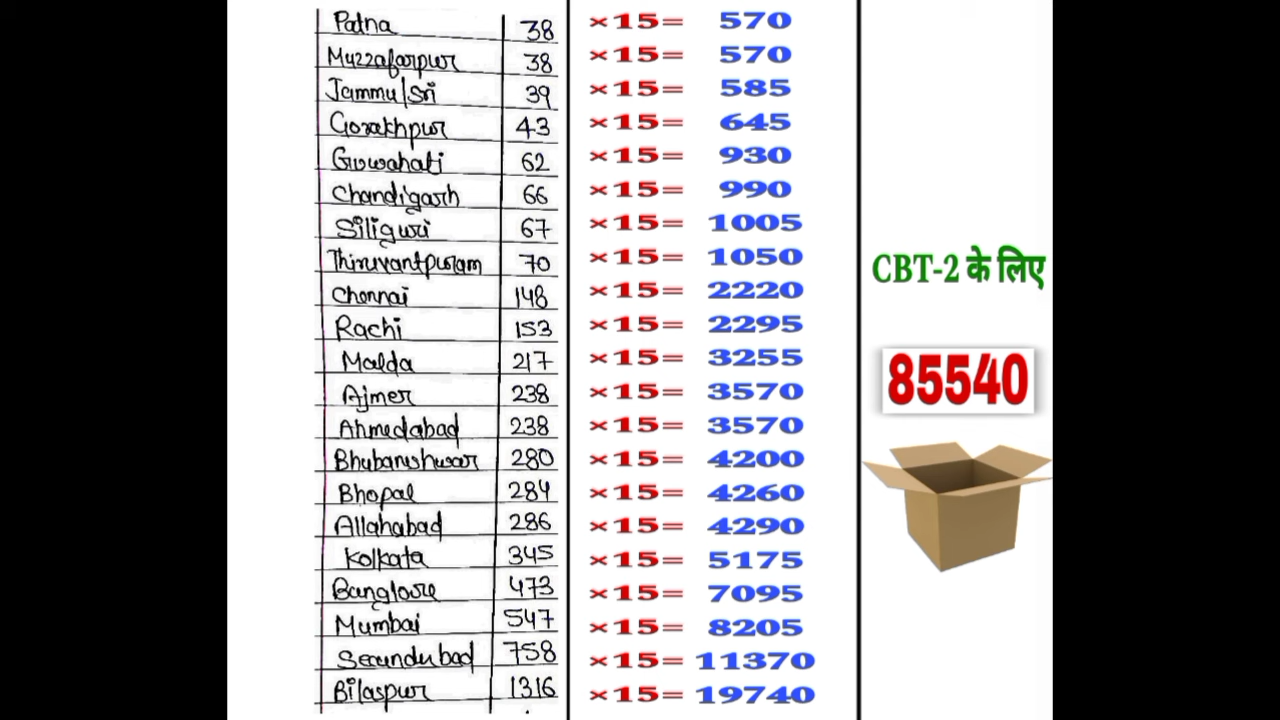 Patna 38 ×15= 570
Muzzafarpur 38 ×15= 570
Jammu/Sri 39 ×15= 585
Gorakhpur 43 ×15= 645
Guwahati 62 ×15= 930
Chandigarh 66 ×15= 990
Siliguri 67 ×15= 1005
Thiruvantpuram 70 ×15= 1050
Chennai 148 ×15= 2220
Rachi 153 ×15= 2295
Malda 217 ×15= 3255
Ajmer 238 ×15= 3570
Ahmedabad 238 ×15= 3570
Bhubaneshwar 280 ×15= 4200
Bhopal 284 ×15= 4260
Allahabad 286 ×15= 4290
Kolkata 345 ×15= 5175
Banglore 473 ×15= 7095
Mumbai 547 ×15= 8205
Secundubad 758 ×15= 11370
Bilaspur 1316 ×15= 19740
CBT-2 के लिए
85540